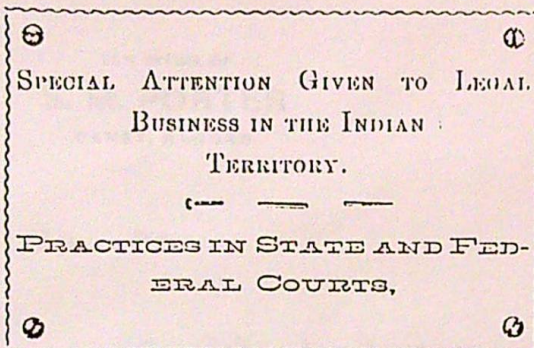 SPECIAL ATTENTION GIVEN TO LEGAL
BUSINESS IN THE INDIAN
TERRITORY.
PRACTICES IN STATE AND FED-
ERAL COURTS,